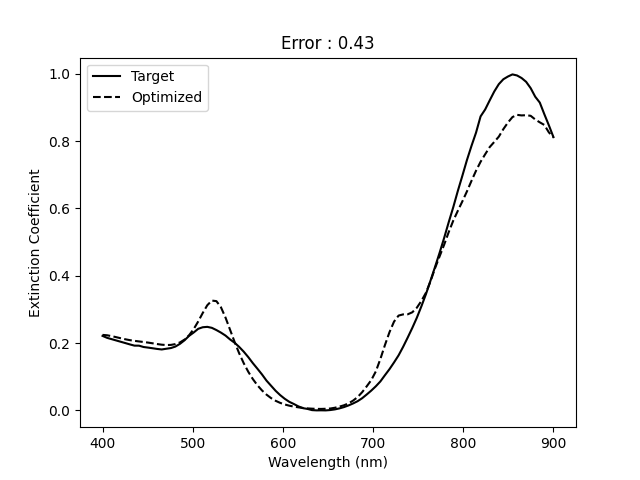 Error : 0.43
Target
Optimized
1.0
0.8
0.6
0.4
0.2
0.0
Extinction Coefficient
400 500 600 700 800 900
Wavelength (nm)